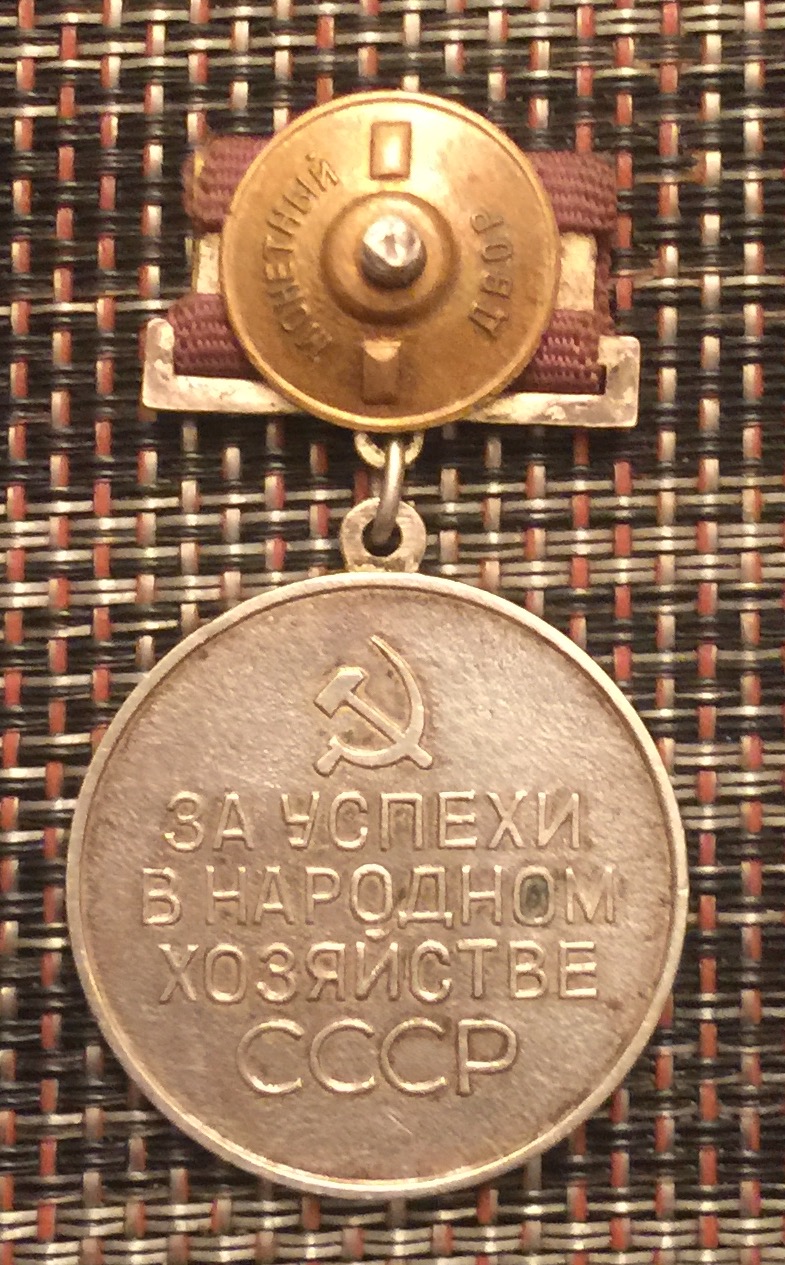 МОНЕТНЫЙ
ДВОР
ЗА УСПЕХИ
В НАРОДНОМ
ХОЗЯЙСТВЕ
СССР